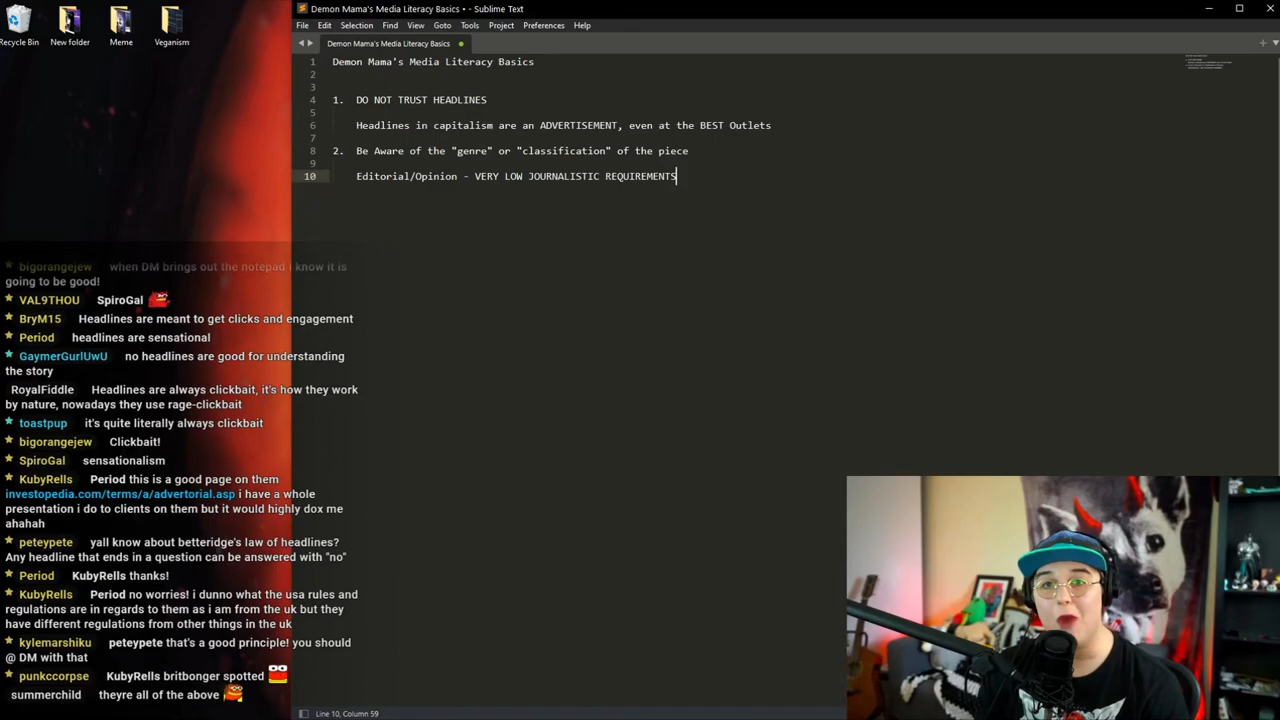 Recycle Bin
New folder
Meme
Veganism
Demon Mama's Media Literacy Basics • - Sublime Text
File Edit Selection Find View Goto Tools Project Preferences Help
Demon Mama's Media Literacy Basics
1 Demon Mama's Media Literacy Basics
2
3
4 1. DO NOT TRUST HEADLINES
5
6 Headlines in capitalism are an ADVERTISEMENT, even at the BEST Outlets
7
8 2. Be Aware of the "genre" or "classification" of the piece
9
10 Editorial/Opinion - VERY LOW JOURNALISTIC REQUIREMENTS
bigorangejew when DM brings out the notepad i know it is
going to be good!
VAL9THOU SpiroGal
BryM15 Headlines are meant to get clicks and engagement
Period headlines are sensational
GaymerGurlUwU no headlines are good for understanding
the story
RoyalFiddle Headlines are always clickbait, it's how they work
by nature, nowadays they use rage-clickbait
toastpup it's quite literally always clickbait
bigorangejew Clickbait!
SpiroGal sensationalism
KubyRells Period this is a good page on them
investopedia.com/terms/a/advertorial.asp i have a whole
presentation i do to clients on them but it would highly dox me
ahahah
peteypete yall know about betteridge's law of headlines?
Any headline that ends in a question can be answered with "no"
Period KubyRells thanks!
KubyRells Period no worries! i dunno what the usa rules and
regulations are in regards to them as i am from the uk but they
have different regulations from other things in the uk
kylemarshiku peteypete that's a good principle! you should
@ DM with that
punkccorpse KubyRells britbonger spotted
summerchild theyre all of the above
Line 10, Column 59